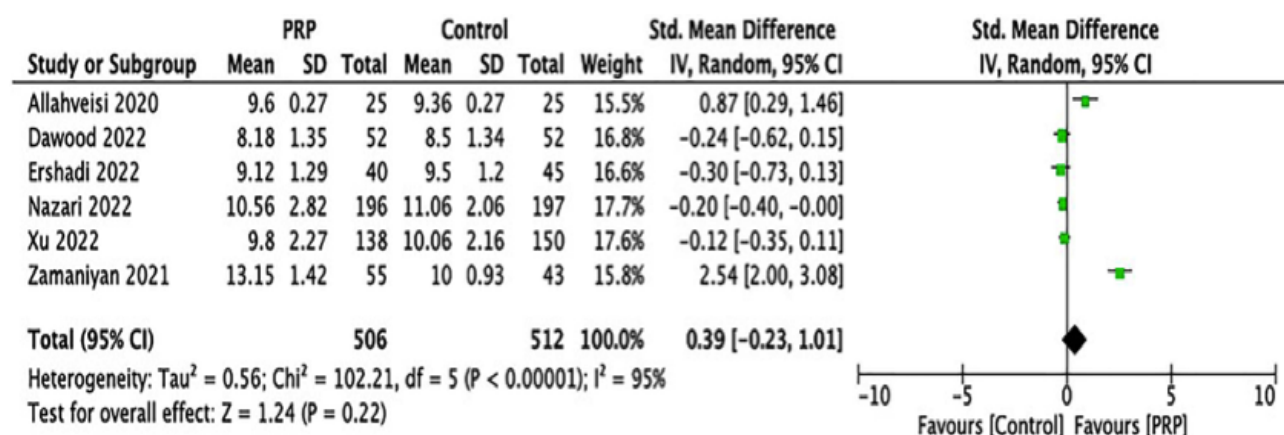 PRP Control Std. Mean Difference Std. Mean Difference
Study or Subgroup Mean SD Total Mean SD Total Weight IV, Random, 95% CI IV, Random, 95% CI
Allahveisi 2020 9.6 0.27 25 9.36 0.27 25 15.5% 0.87 [0.29, 1.46]
Dawood 2022 8.18 1.35 52 8.5 1.34 52 16.8% −0.24 [−0.62, 0.15]
Ershadi 2022 9.12 1.29 40 9.5 1.2 45 16.6% −0.30 [−0.73, 0.13]
Nazari 2022 10.56 2.82 196 11.06 2.06 197 17.7% −0.20 [−0.40, −0.00]
Xu 2022 9.8 2.27 138 10.06 2.16 150 17.6% −0.12 [−0.35, 0.11]
Zamaniyan 2021 13.15 1.42 55 10 0.93 43 15.8% 2.54 [2.00, 3.08]
Total (95% CI) 506 512 100.0% 0.39 [−0.23, 1.01]
Heterogeneity: Tau² = 0.56; Chi² = 102.21, df = 5 (P < 0.00001); I² = 95%
Test for overall effect: Z = 1.24 (P = 0.22)
−10 −5 0 5 10
Favours [Control] Favours [PRP]